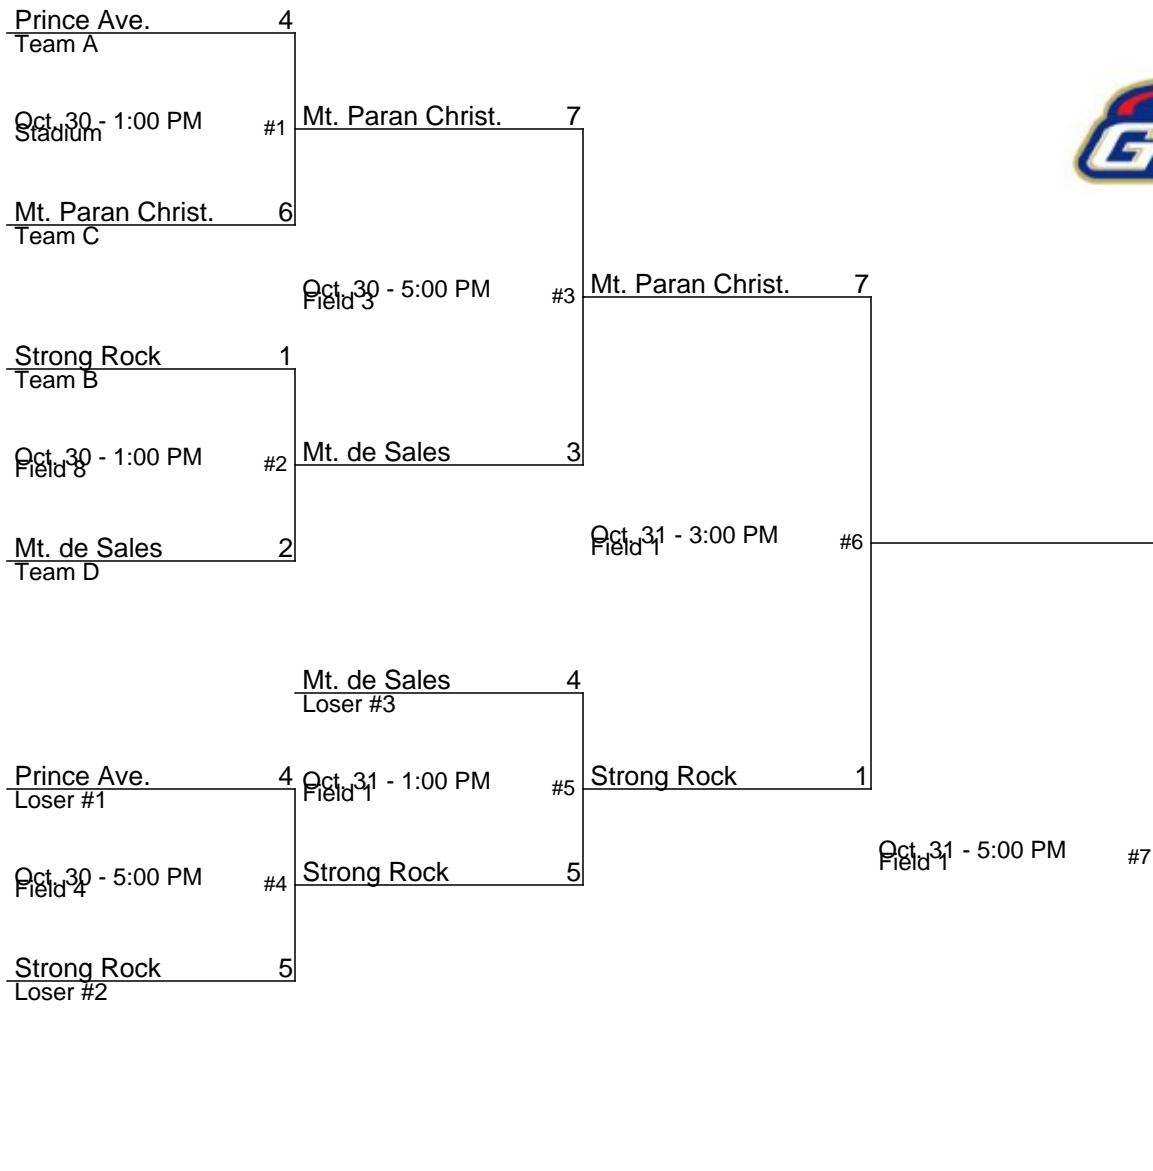 Prince Ave. 4
Team A
Oct. 30 - 1:00 PM
Stadium
#1
Mt. Paran Christ. 7
Mt. Paran Christ. 6
Team C
Oct. 30 - 5:00 PM
Field 3
#3
Mt. Paran Christ. 7
Strong Rock 1
Team B
Oct. 30 - 1:00 PM
Field 8
#2
Mt. de Sales 3
Oct. 31 - 3:00 PM
Field 1
#6
Mt. de Sales 2
Team D
Mt. de Sales 4
Loser #3
Prince Ave. 4
Loser #1
Oct. 31 - 1:00 PM
Field 1
#5
Strong Rock 1
Oct. 31 - 5:00 PM
Field 1
#7
Oct. 30 - 5:00 PM
Field 4
#4
Strong Rock 5
Strong Rock 5
Loser #2